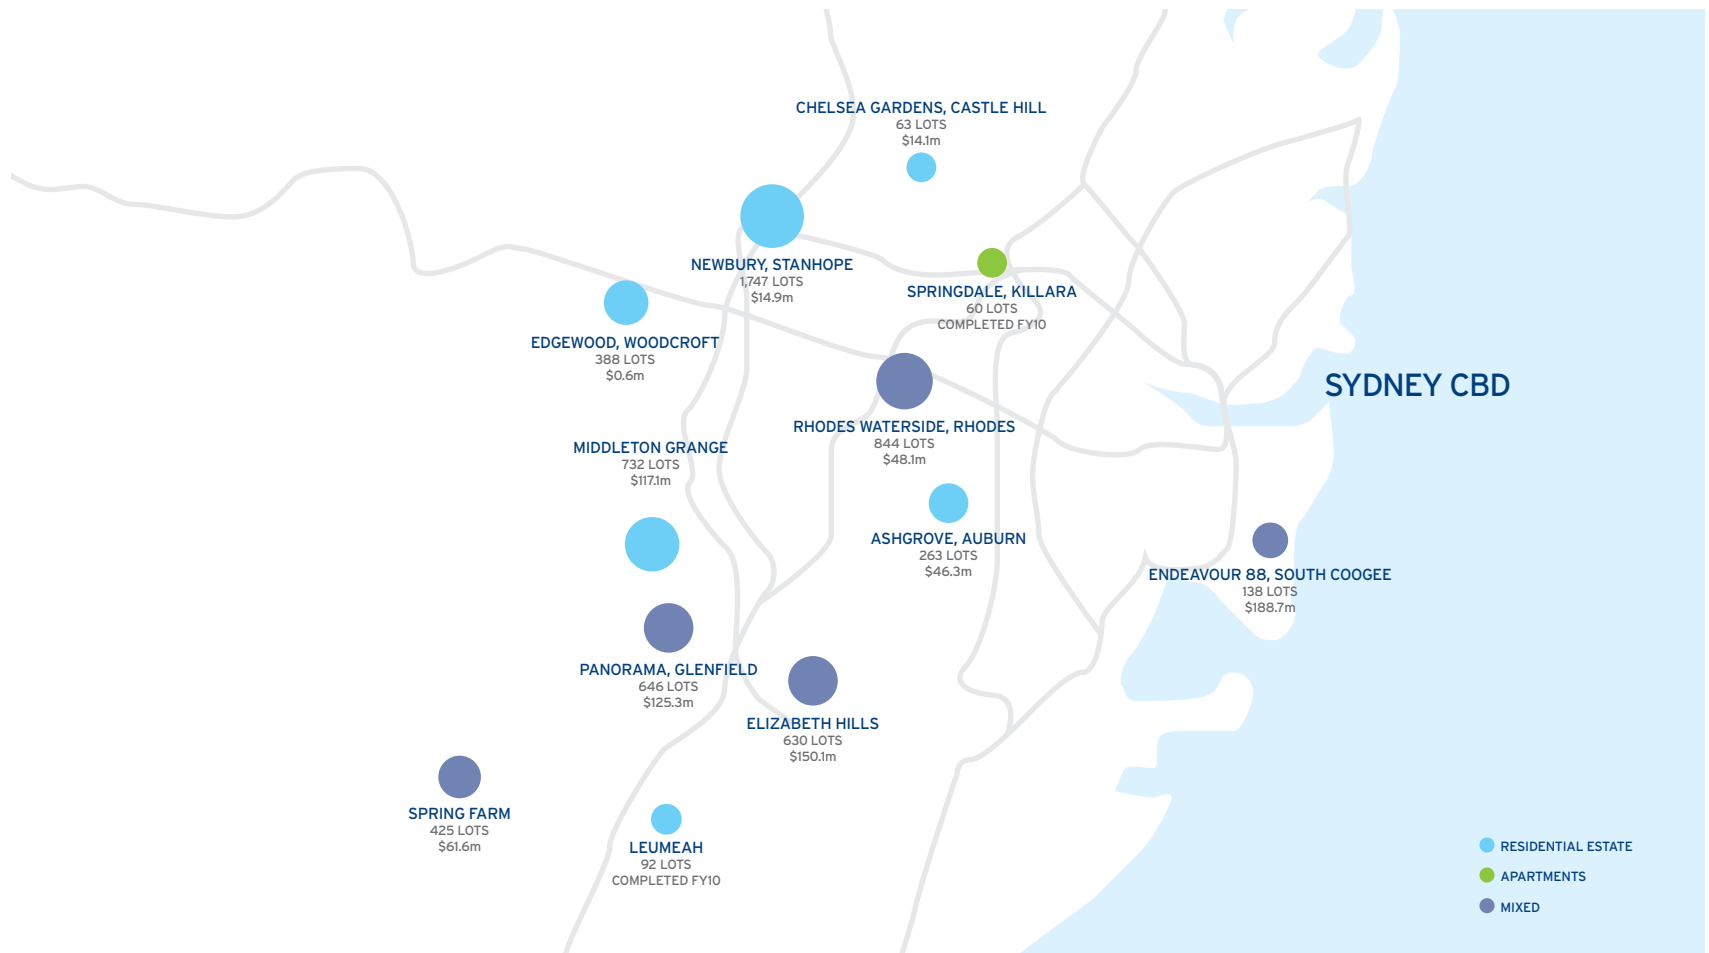 CHELSEA GARDENS, CASTLE HILL
63 LOTS
$14.1m
NEWBURY, STANHOPE
1,747 LOTS
$14.9m
SPRINGDALE, KILLARA
60 LOTS
COMPLETED FY10
EDGEWOOD, WOODCROFT
388 LOTS
$0.6m
SYDNEY CBD
RHODES WATERSIDE, RHODES
844 LOTS
$48.1m
MIDDLETON GRANGE
732 LOTS
$117.1m
ASHGROVE, AUBURN
263 LOTS
$46.3m
ENDEAVOUR 88, SOUTH COOGEE
138 LOTS
$188.7m
PANORAMA, GLENFIELD
646 LOTS
$125.3m
ELIZABETH HILLS
630 LOTS
$150.1m
SPRING FARM
425 LOTS
$61.6m
LEUMEAH
92 LOTS
COMPLETED FY10
RESIDENTIAL ESTATE
APARTMENTS
MIXED